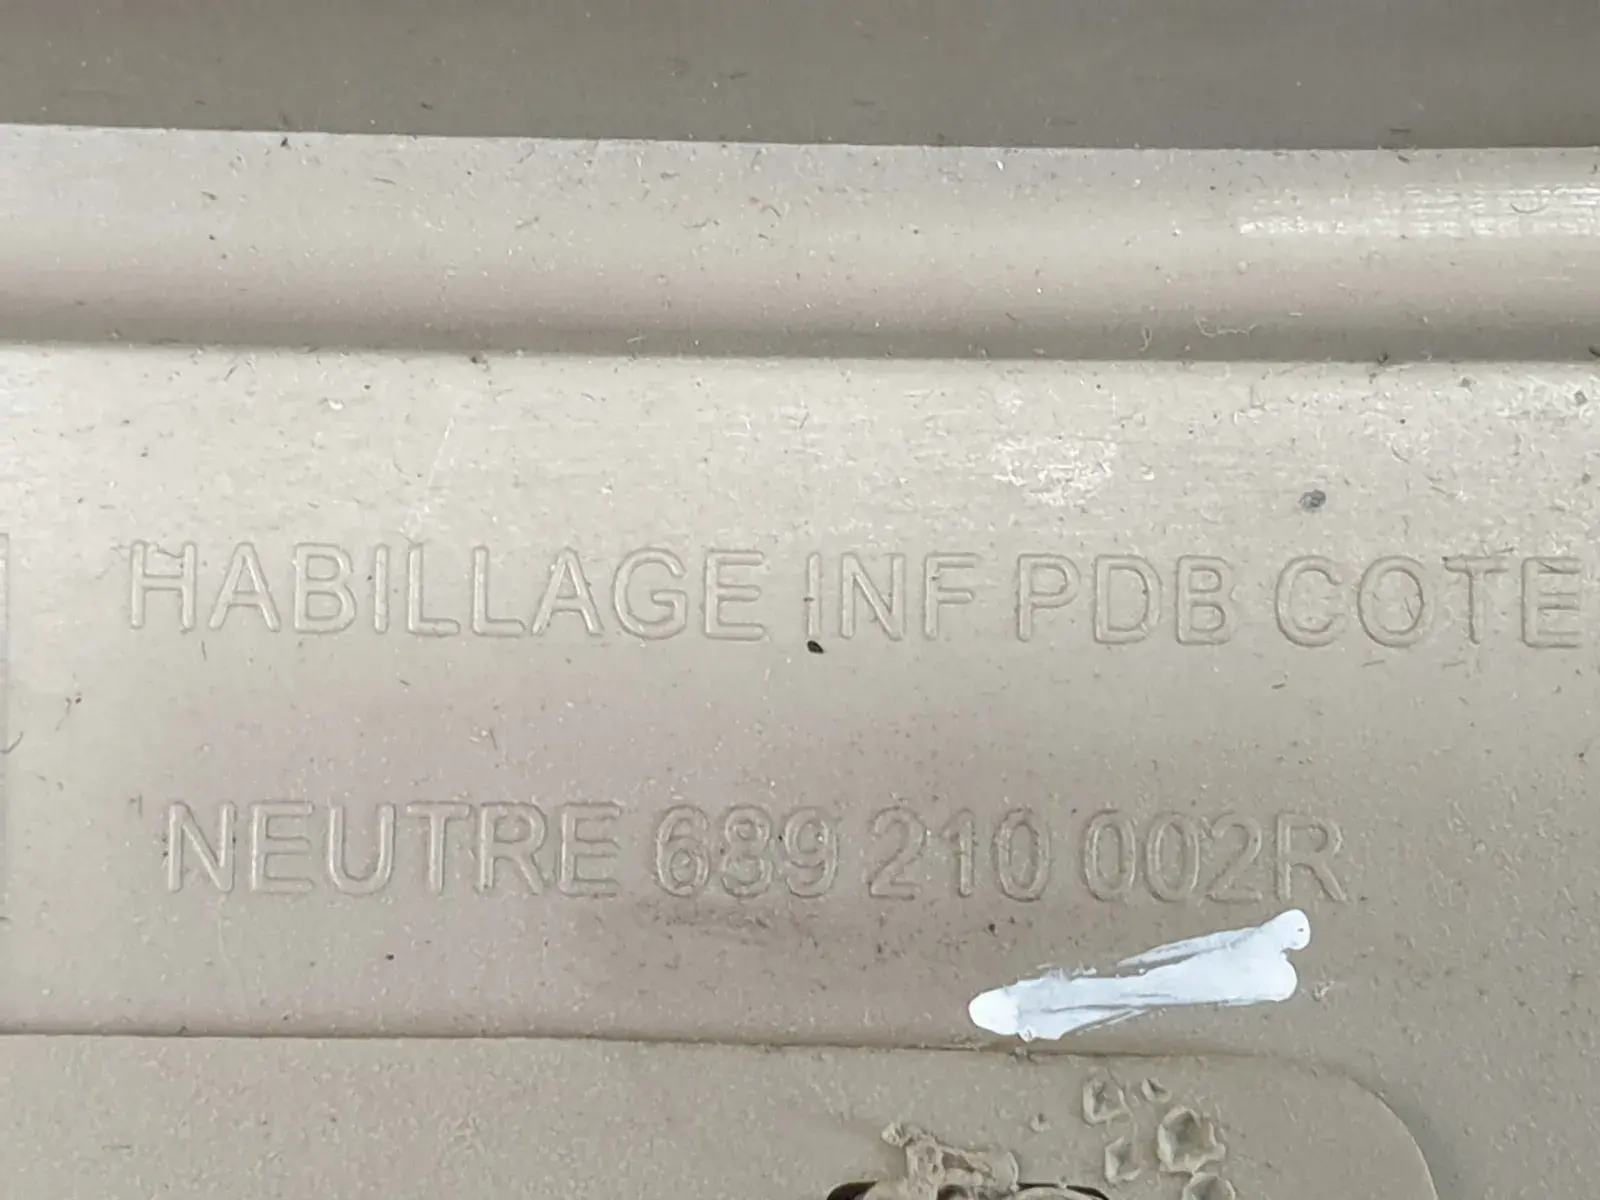 HABILLAGE INF PDB COTE
NEUTRE 689 210 002R